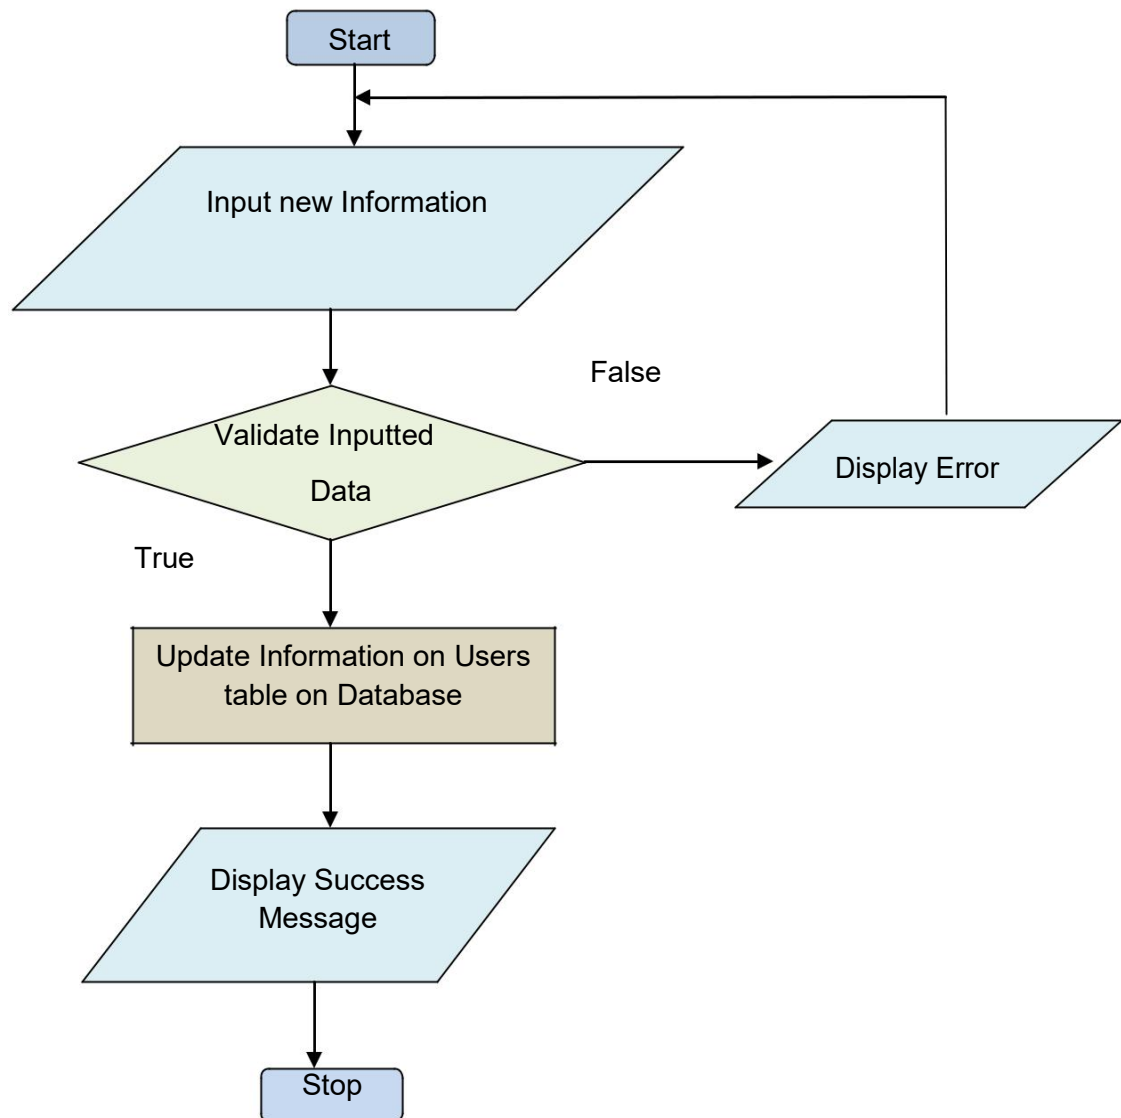 Start
Input new Information
False
Validate Inputted
Data
Display Error
True
Update Information on Users
table on Database
Display Success
Message
Stop